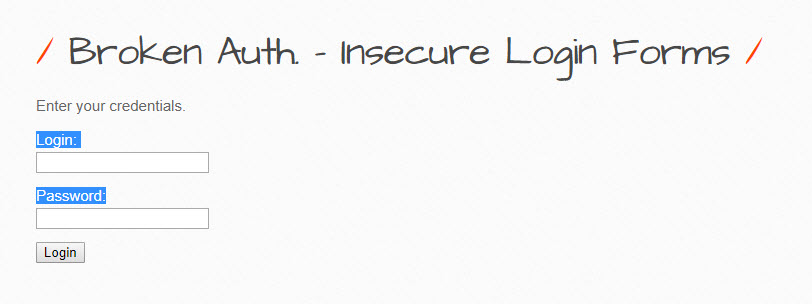 / Broken Auth. - Insecure Login Forms /
Enter your credentials.
Login:
Password:
Login